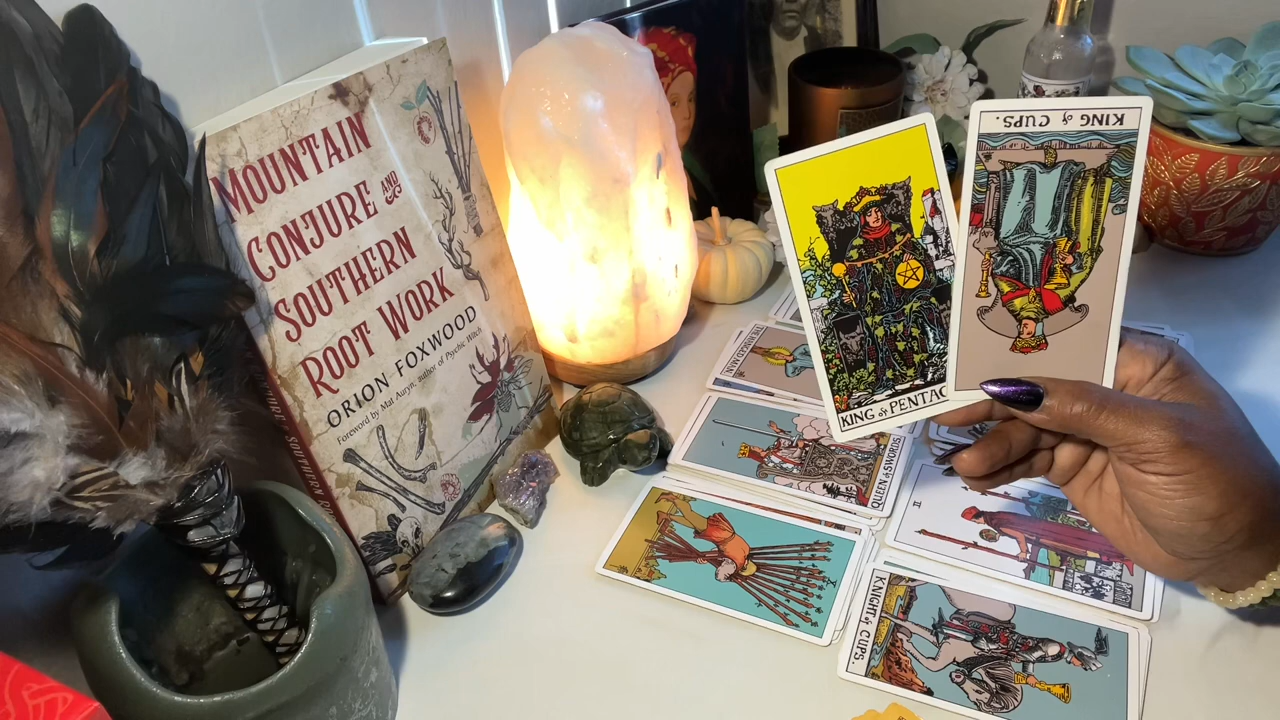 MOUNTAIN
CONJURE AND
SOUTHERN
ROOT WORK
ORION FOXWOOD
Foreword by Mat Auryn, author of Psychic Witch
KING of PENTAC
KING of CUPS.
THE HANGED MAN.
QUEEN of SWORDS
II
X
KNIGHT of CUPS.